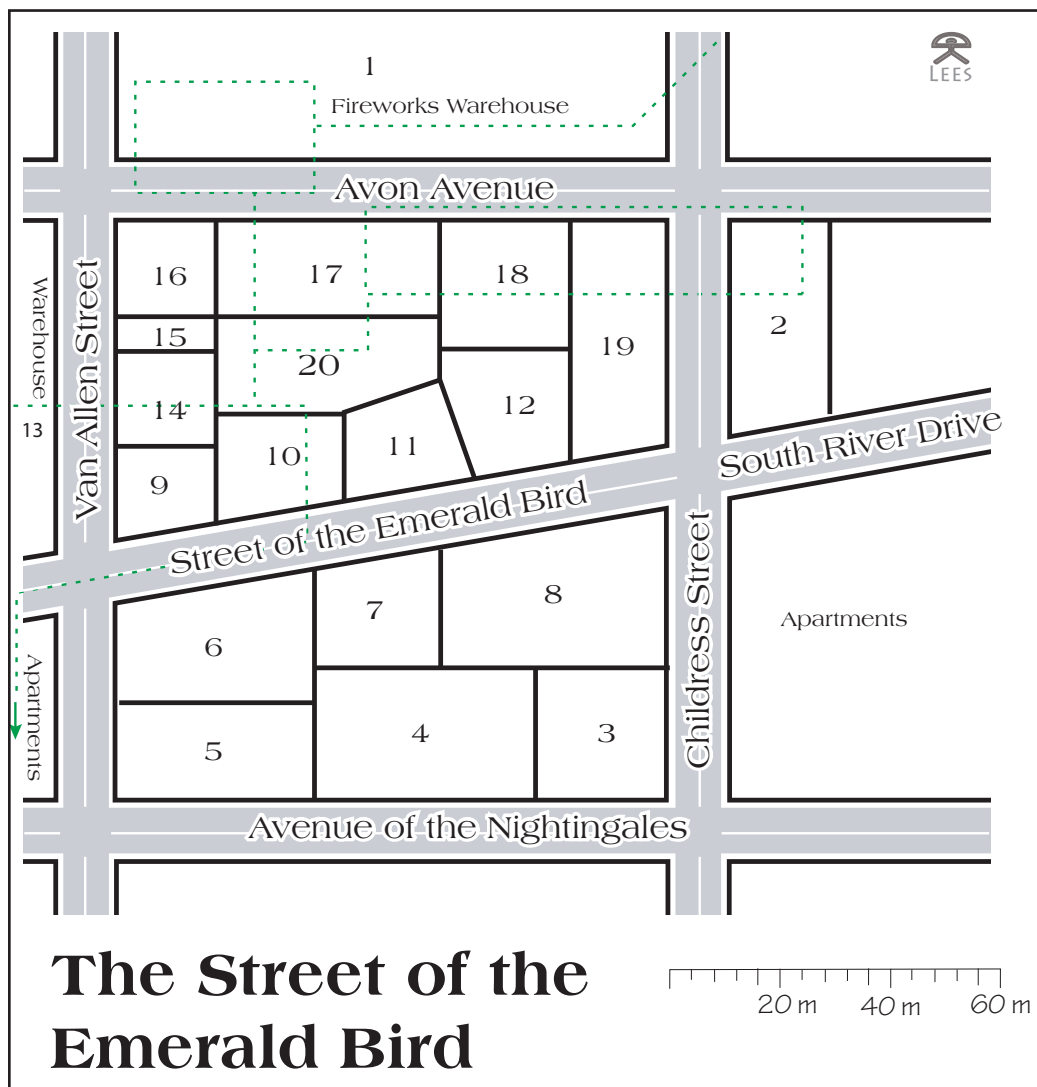 LEES
1
Fireworks Warehouse
Avon Avenue
16
17
18
15
19
2
20
14
12
Warehouse
13
Van Allen Street
10
11
9
South River Drive
Street of the Emerald Bird
7
8
6
Childress Street
Apartments
Apartments
5
4
3
Avenue of the Nightingales
The Street of the
Emerald Bird
20 m
40 m
60 m